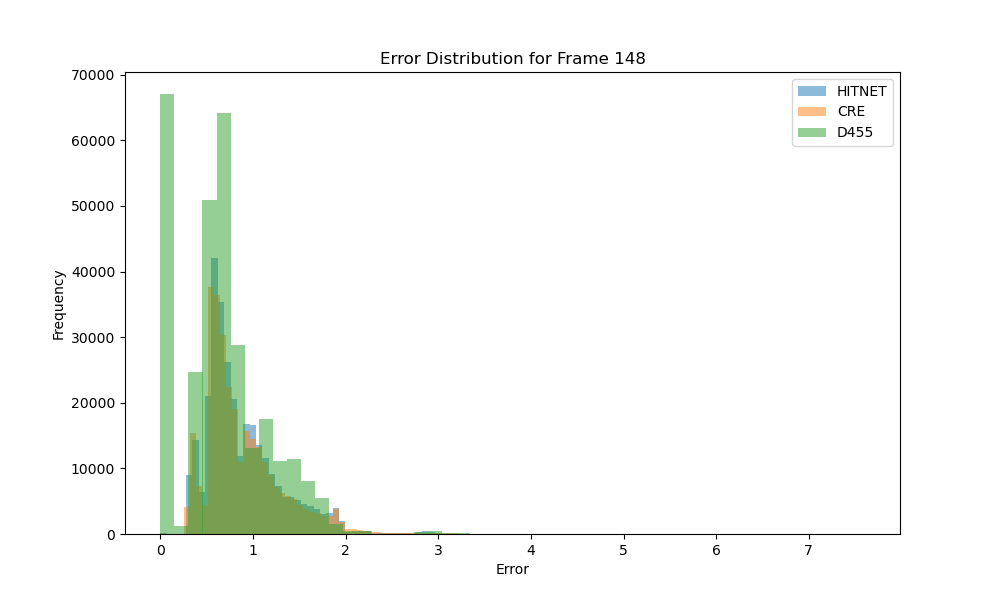 Error Distribution for Frame 148
HITNET
CRE
D455
Frequency
70000
60000
50000
40000
30000
20000
10000
0
0 1 2 3 4 5 6 7
Error